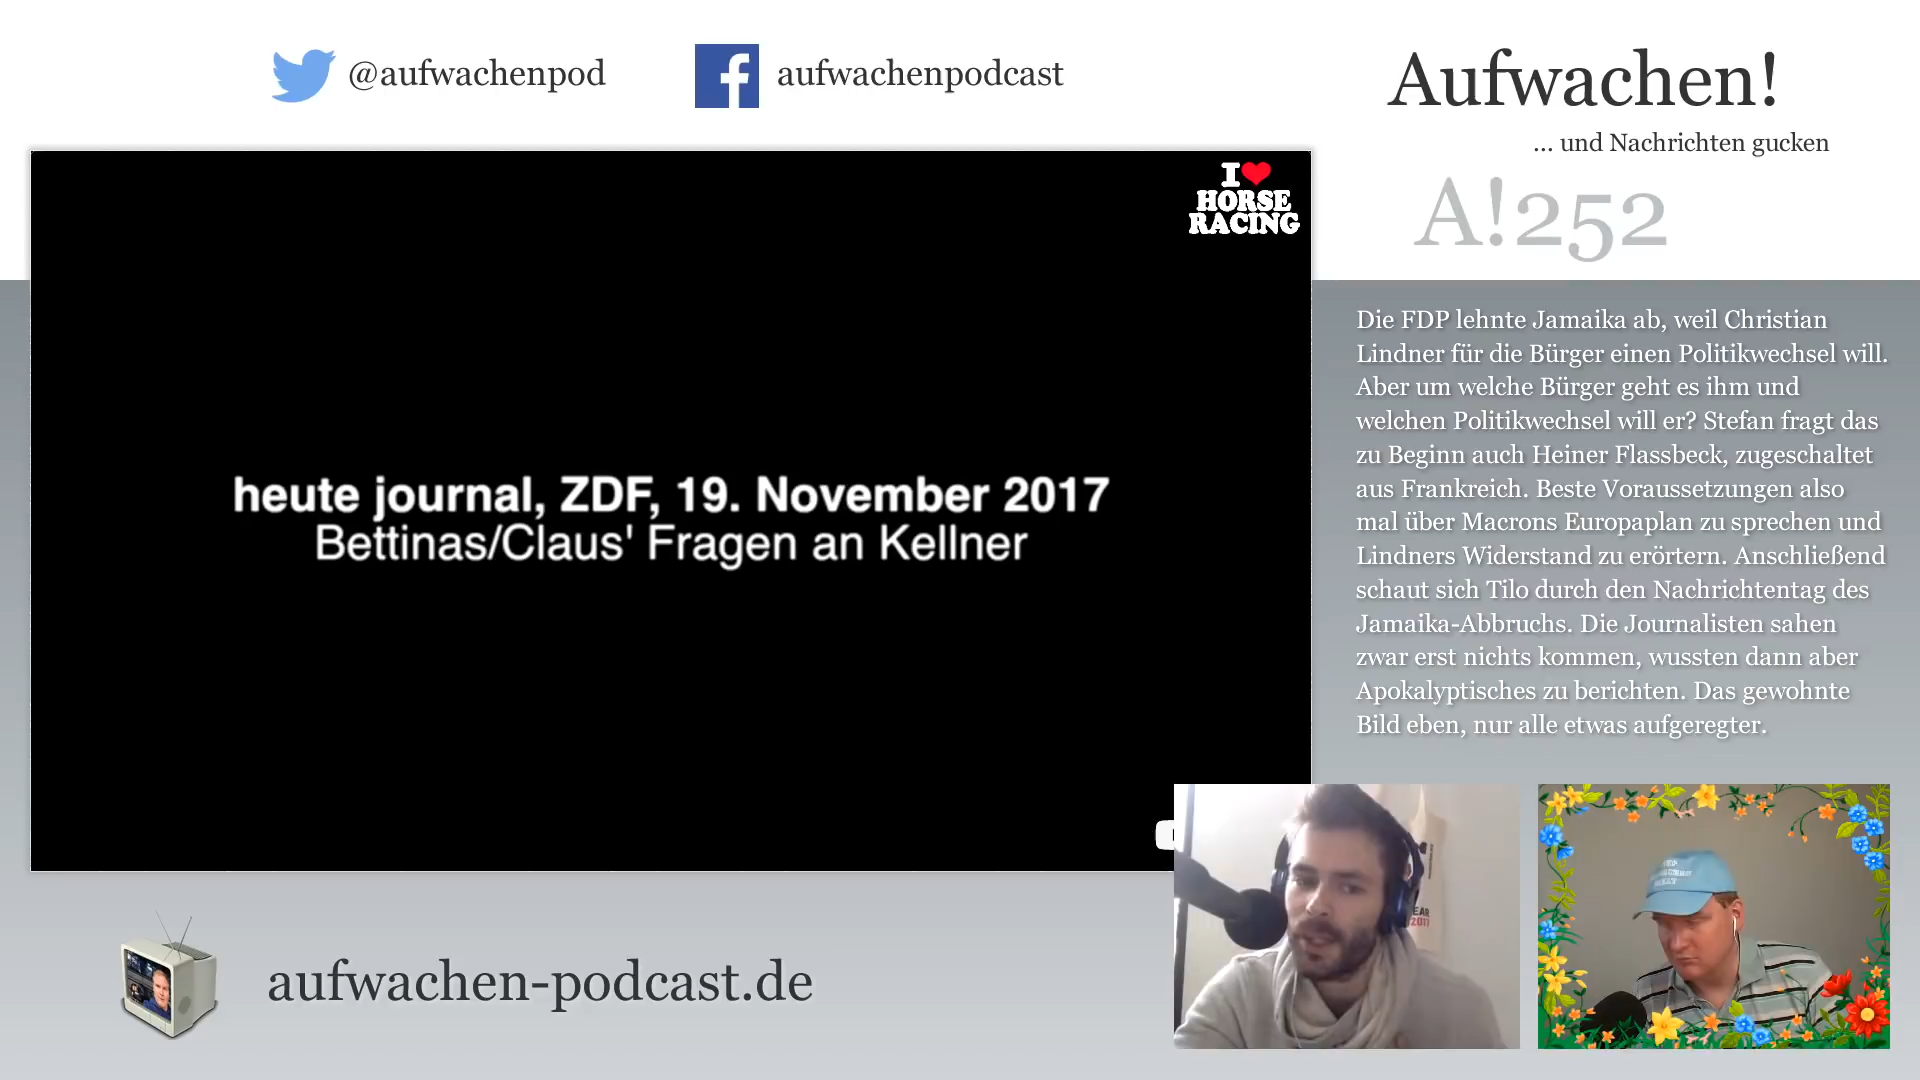 @aufwachenpod
aufwachenpodcast
Aufwachen!
... und Nachrichten gucken
A!252
I
HORSE
RACING
heute journal, ZDF, 19. November 2017
Bettinas/Claus' Fragen an Kellner
Die FDP lehnte Jamaika ab, weil Christian
Lindner für die Bürger einen Politikwechsel will.
Aber um welche Bürger geht es ihm und
welchen Politikwechsel will er? Stefan fragt das
zu Beginn auch Heiner Flassbeck, zugeschaltet
aus Frankreich. Beste Voraussetzungen also
mal über Macrons Europaplan zu sprechen und
Lindners Widerstand zu erörtern. Anschließend
schaut sich Tilo durch den Nachrichtentag des
Jamaika-Abbruchs. Die Journalisten sahen
zwar erst nichts kommen, wussten dann aber
Apokalyptisches zu berichten. Das gewohnte
Bild eben, nur alle etwas aufgeregter.
2011
aufwachen-podcast.de